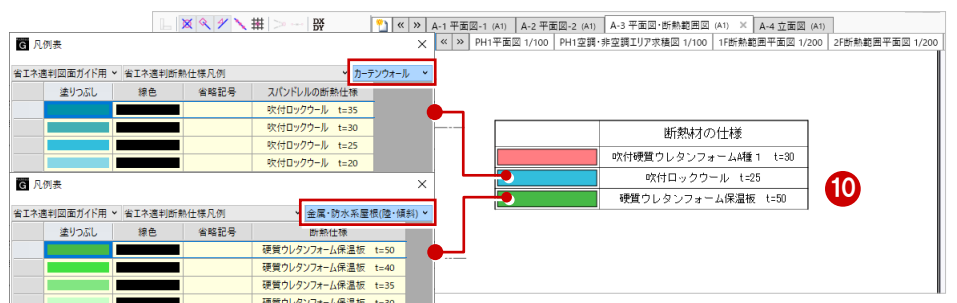 A-1 平面図-1 (A1) A-2 平面図-2 (A1) A-3 平面図・断熱範囲図 (A1) × A-4 立面図 (A1)
PH1平面図 1/100 PH1空調・非空調エリア求積図 1/100 1F断熱範囲平面図 1/200 2F断熱範囲平面図 1/200
凡例表
省エネ適判図面ガイド用 省エネ適判断熱仕様凡例 カーテンウォール
塗りつぶし 線色 省略記号 スパンドレルの断熱仕様
吹付ロックウール t=35
吹付ロックウール t=30
吹付ロックウール t=25
吹付ロックウール t=20
凡例表
省エネ適判図面ガイド用 省エネ適判断熱仕様凡例 金属・防水系屋根(陸・傾斜)
塗りつぶし 線色 省略記号 断熱仕様
硬質ウレタンフォーム保温板 t=50
硬質ウレタンフォーム保温板 t=40
硬質ウレタンフォーム保温板 t=35
硬質ウレタンフォーム保温板 t=30
断熱材の仕様
吹付硬質ウレタンフォームA種1 t=30
吹付ロックウール t=25
硬質ウレタンフォーム保温板 t=50
10